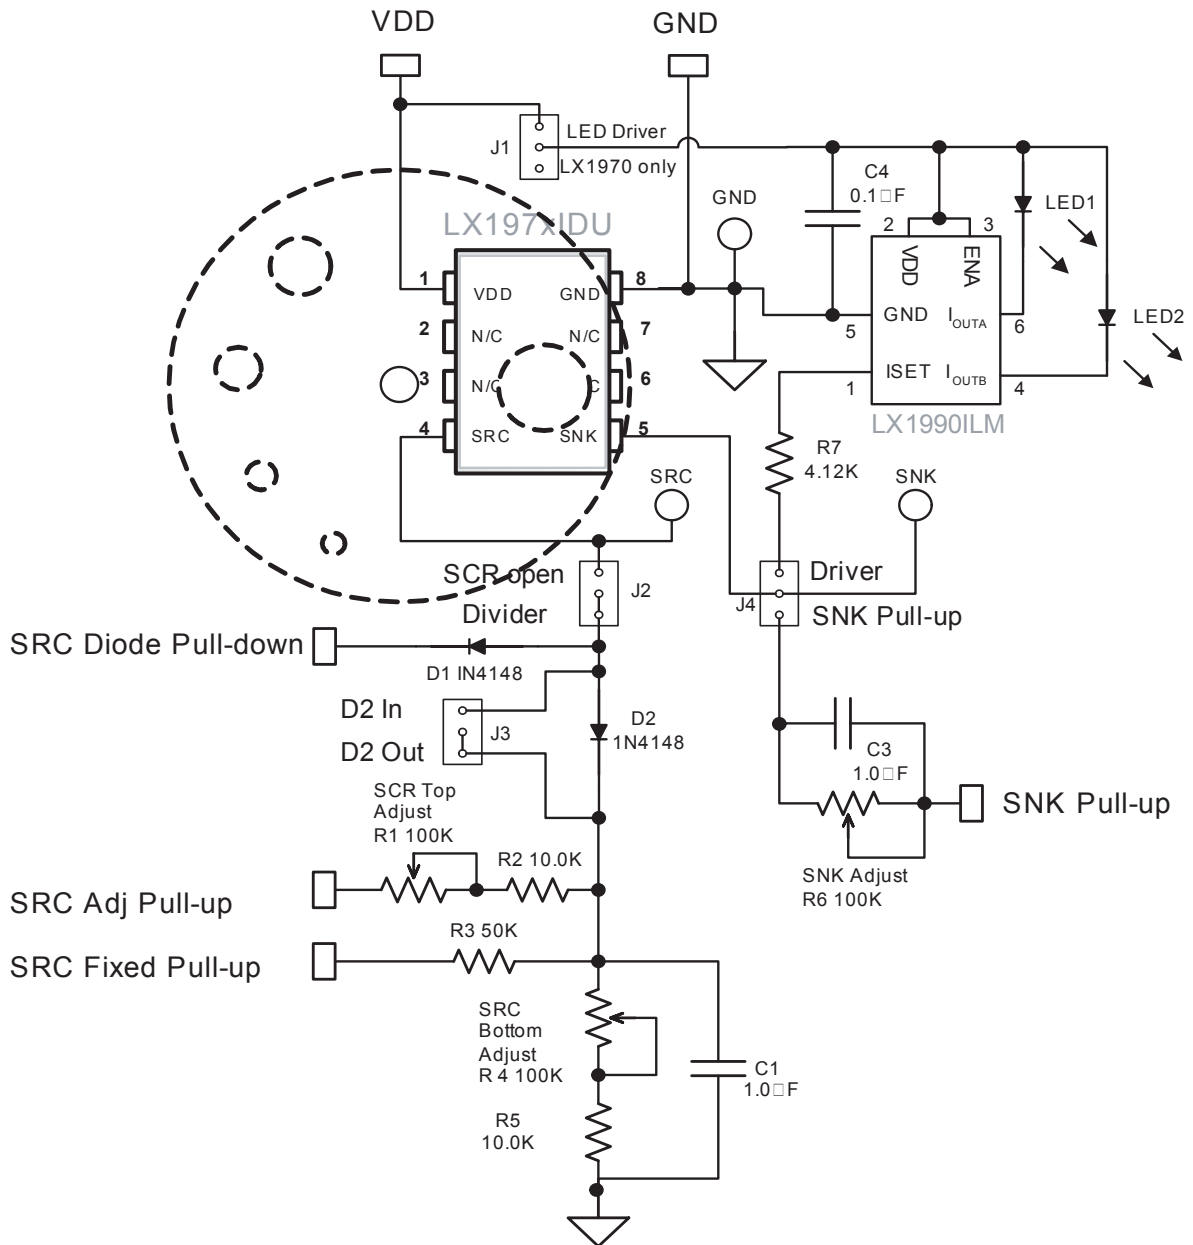 VDD
GND
J1
LED Driver
LX1970 only
C4
0.1□F
GND
LX197xIDU
LED1
2
3
VDD
ENA
1
VDD
GND
8
GND
I OUTA
5
6
LED2
2
N/C
N/C
7
3
N/C
C
6
ISET
I OUTB
1
4
4
SRC
SNK
5
LX1990ILM
R7
4.12K
SRC
SNK
SCR open
J2
Divider
Driver
J4
SNK Pull-up
SRC Diode Pull-down
D1 IN4148
D2 In
J3
D2 Out
D2
1N4148
C3
1.0□F
SNK Pull-up
SCR Top
Adjust
R1 100K
R2 10.0K
SNK Adjust
R6 100K
SRC Adj Pull-up
R3 50K
SRC Fixed Pull-up
SRC
Bottom
Adjust
R 4 100K
C1
1.0□F
R5
10.0K